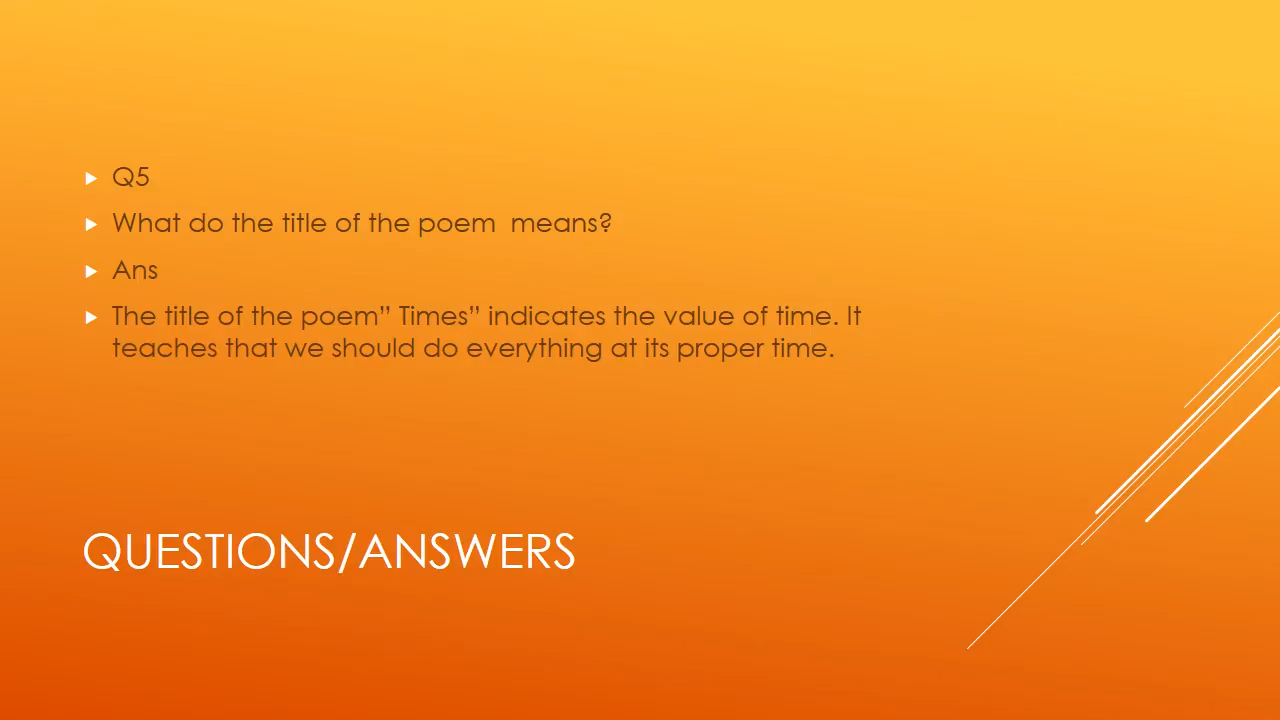 Q5
What do the title of the poem  means?
Ans
The title of the poem” Times” indicates the value of time. It
teaches that we should do everything at its proper time.
QUESTIONS/ANSWERS